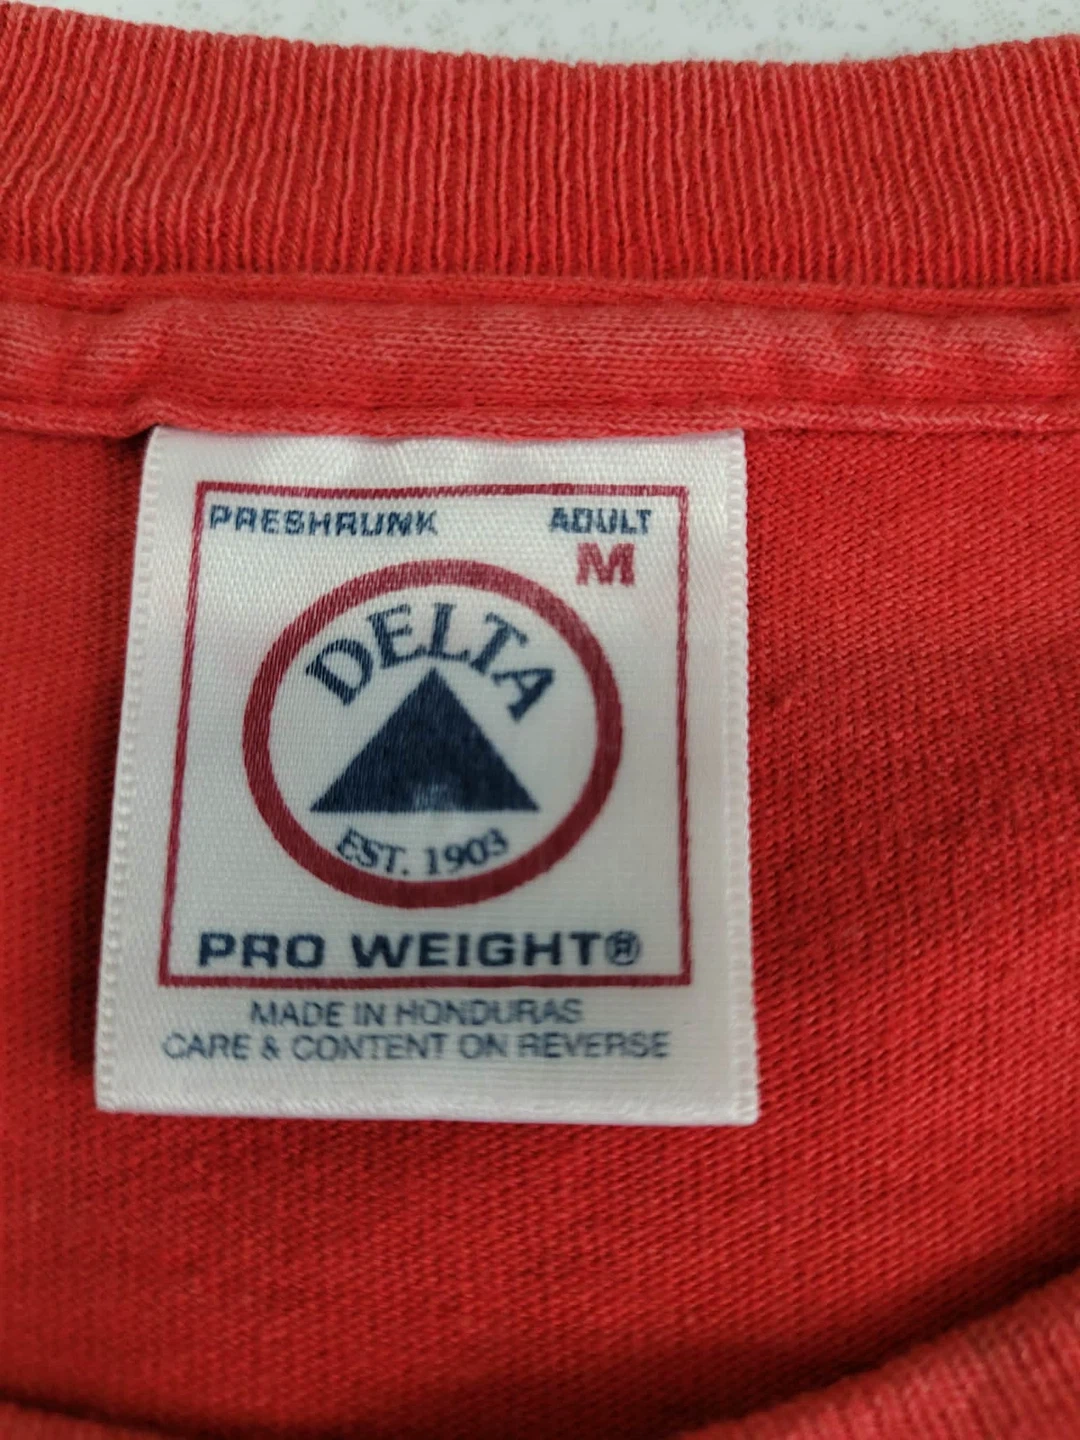 PRESHRUNK ADULT
M
DELTA
EST. 1903
PRO WEIGHT®
MADE IN HONDURAS
CARE & CONTENT ON REVERSE